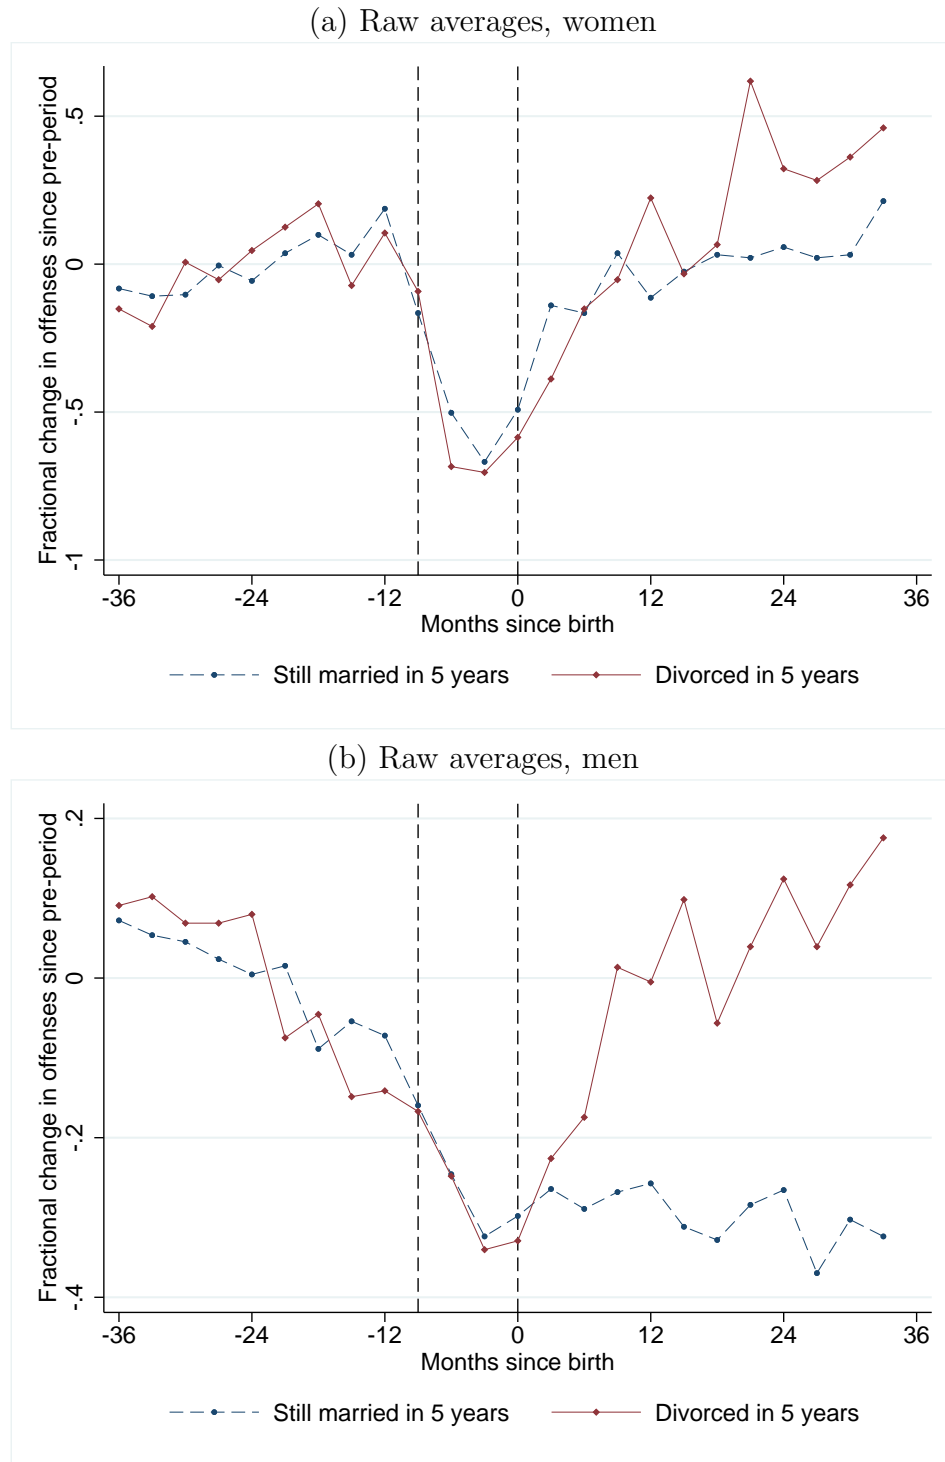 (a) Raw averages, women
Fractional change in offenses since pre-period
.5
0
-.5
-1
-36 -24 -12 0 12 24 36
Months since birth
Still married in 5 years Divorced in 5 years
(b) Raw averages, men
Fractional change in offenses since pre-period
.2
0
-.2
-.4
-36 -24 -12 0 12 24 36
Months since birth
Still married in 5 years Divorced in 5 years